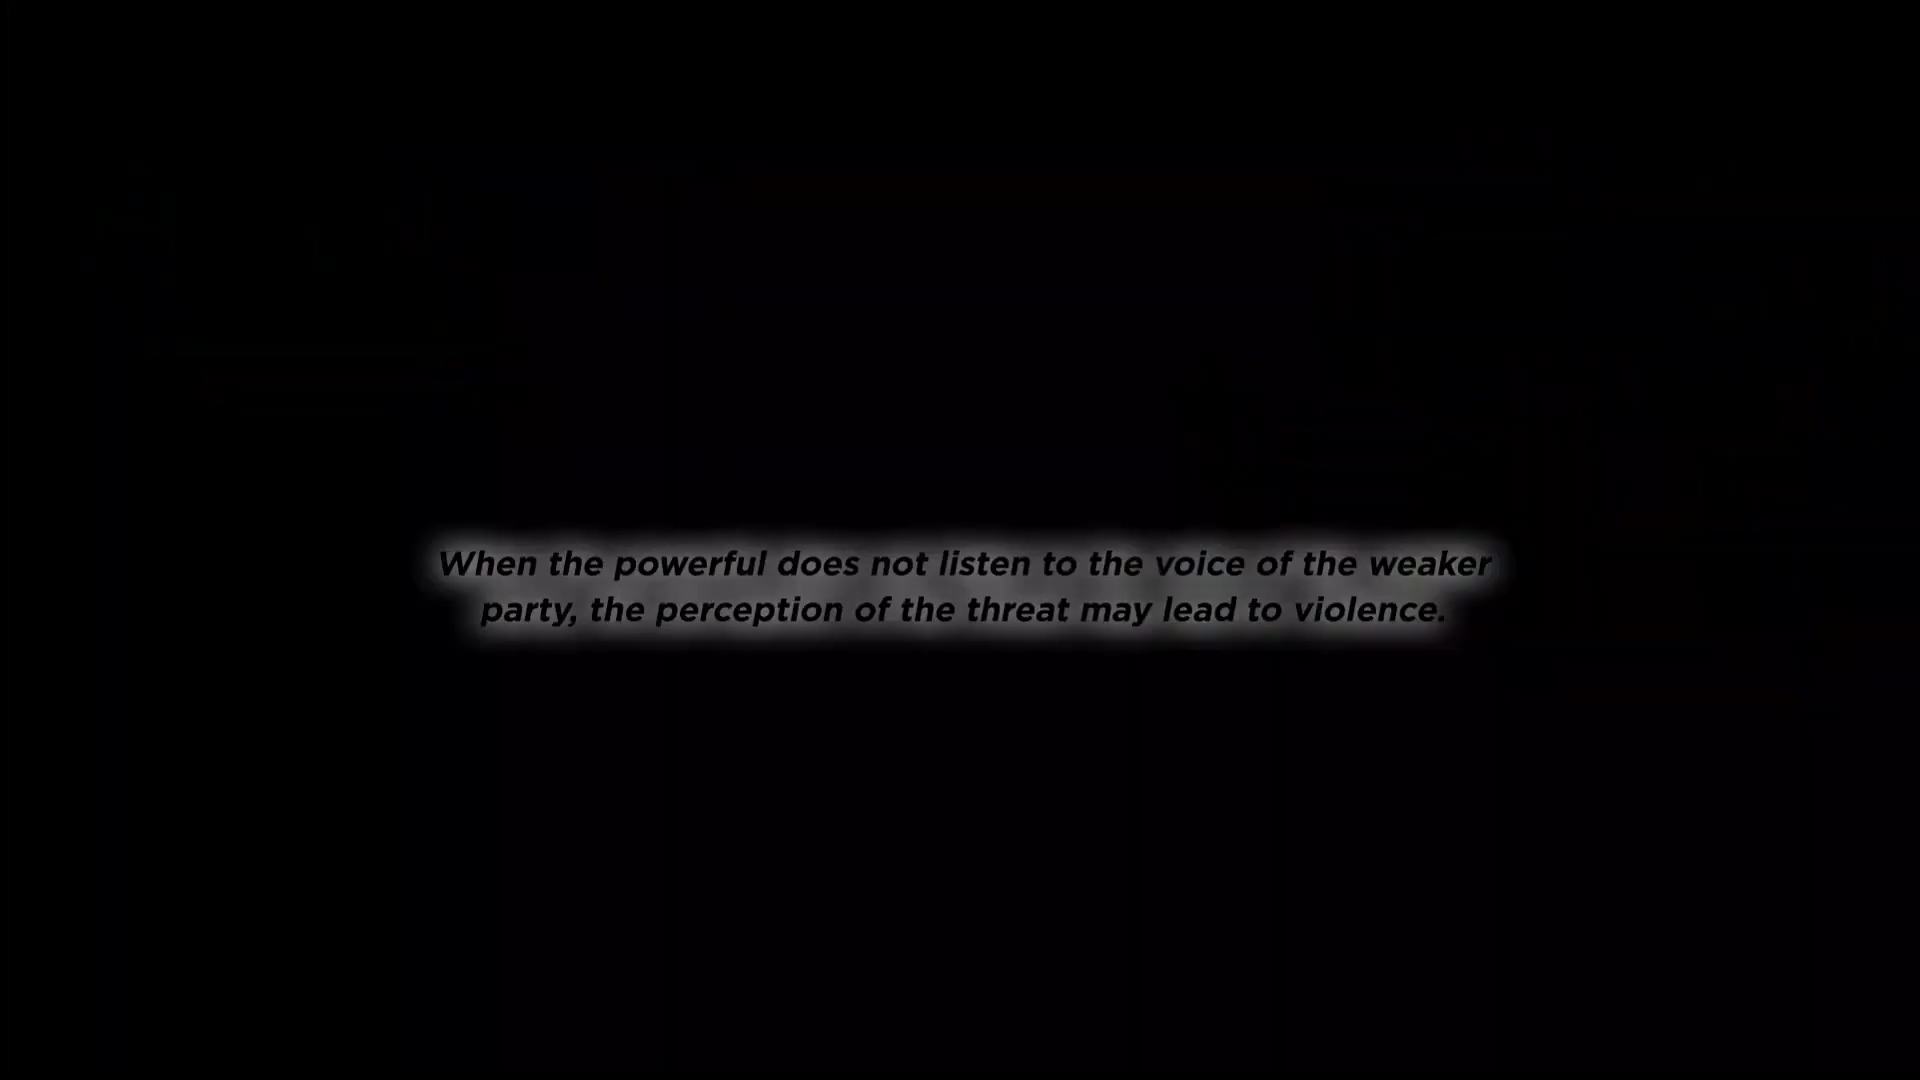 When the powerful does not listen to the voice of the weaker
party, the perception of the threat may lead to violence.